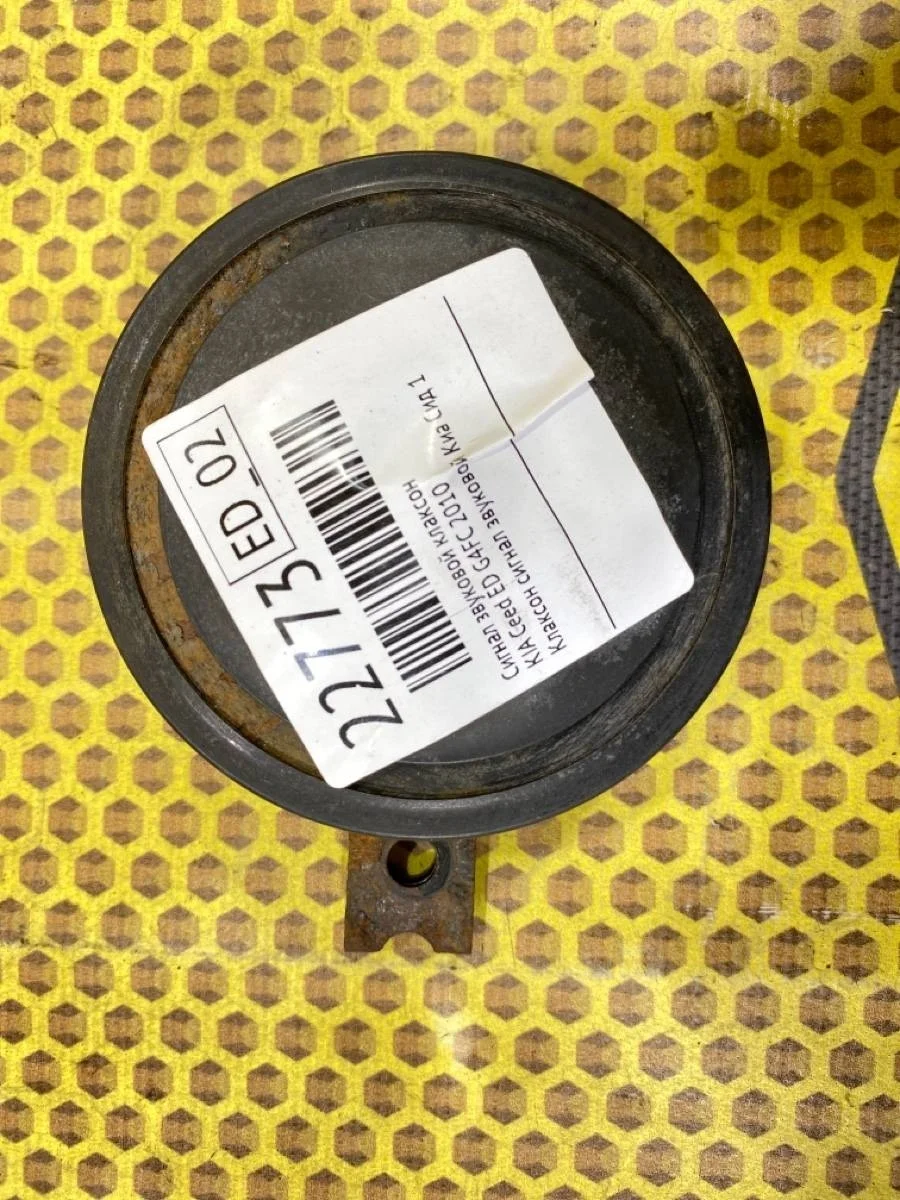 22773 ED_02
Сигнал звуковой клаксон
KIA Ceed ED G4FC 2010
Клаксон сигнал звуковой Киа Сид 1